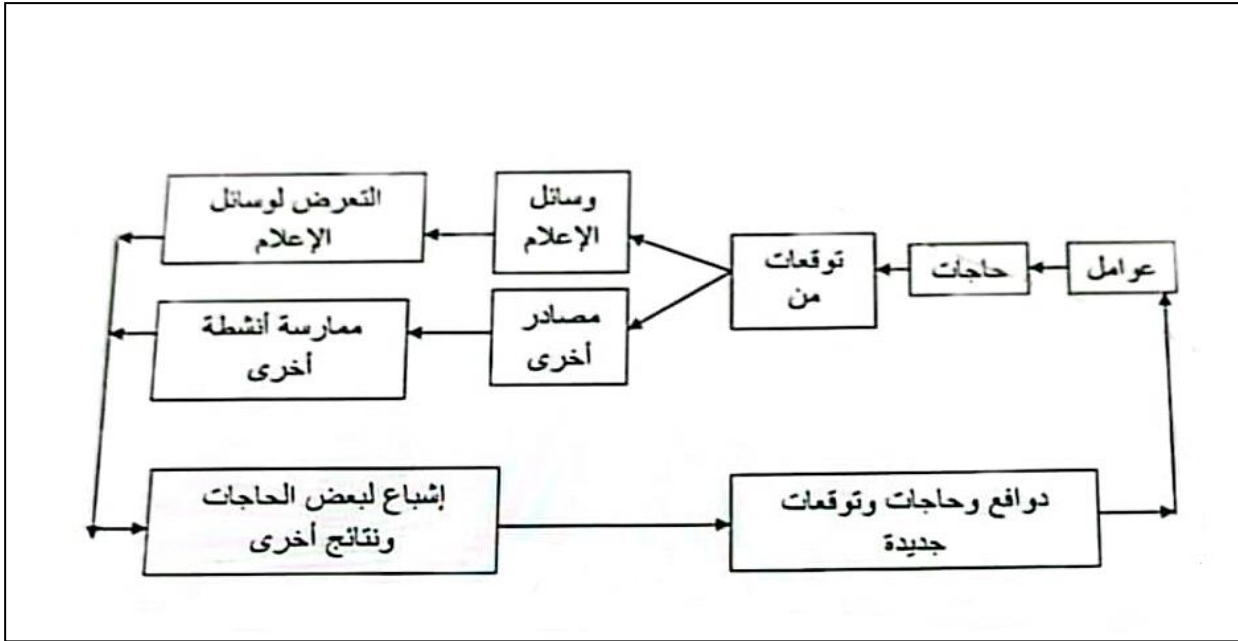 عوامل
حاجات
توقعات
من
وسائل
الإعلام
التعرض لوسائل
الإعلام
مصادر
أخرى
ممارسة أنشطة
أخرى
إشباع لبعض الحاجات
ونتائج أخرى
دوافع وحاجات وتوقعات
جديدة